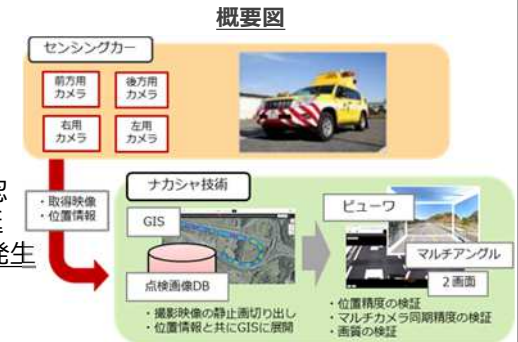 概要図
センシングカー
前方用
カメラ
後方用
カメラ
右用
カメラ
左用
カメラ
・取得映像
・位置情報
認
発生
ナカシャ技術
GIS
点検画像DB
・撮影映像の静止画切り出し
・位置情報と共にGISに展開
ビューワ
マルチアングル
2画面
・位置精度の検証
・マルチカメラ同期精度の検証
・画質の検証